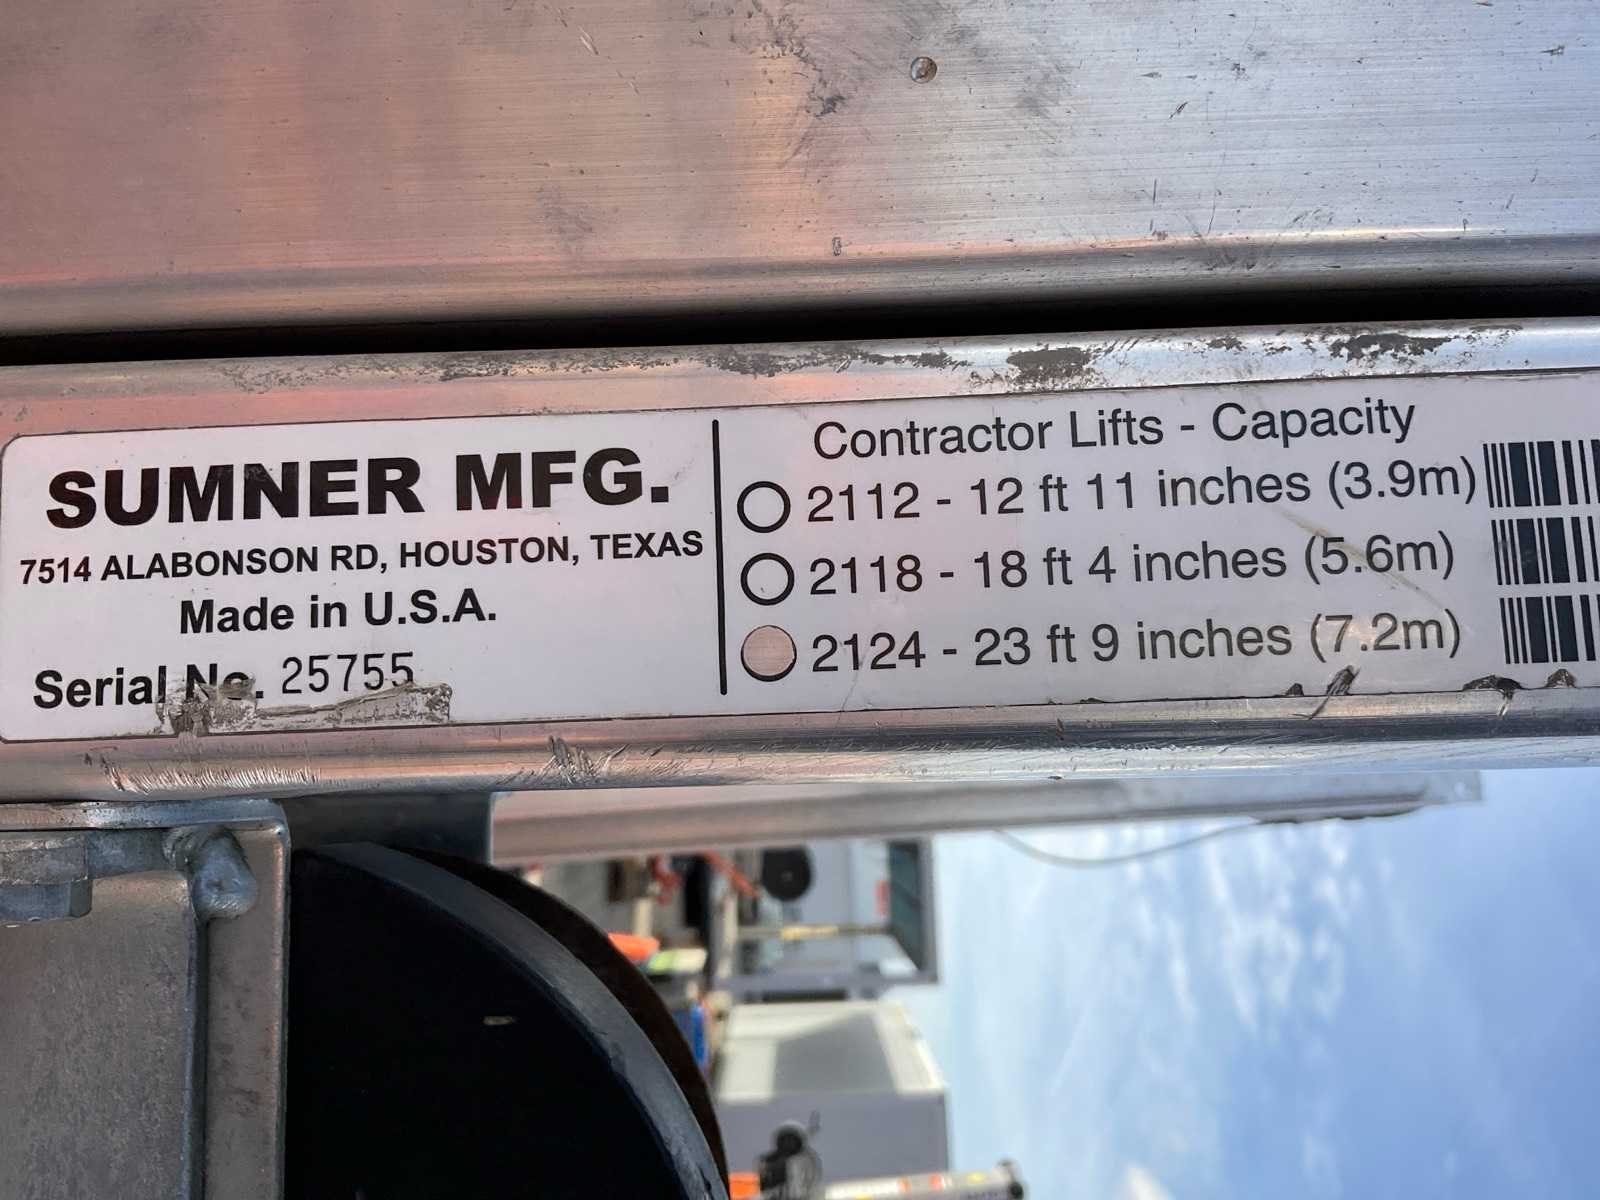 SUMNER MFG.
7514 ALABONSON RD, HOUSTON, TEXAS
Made in U.S.A.
Serial No. 25755
Contractor Lifts - Capacity
2112 - 12 ft 11 inches (3.9m)
2118 - 18 ft 4 inches (5.6m)
2124 - 23 ft 9 inches (7.2m)